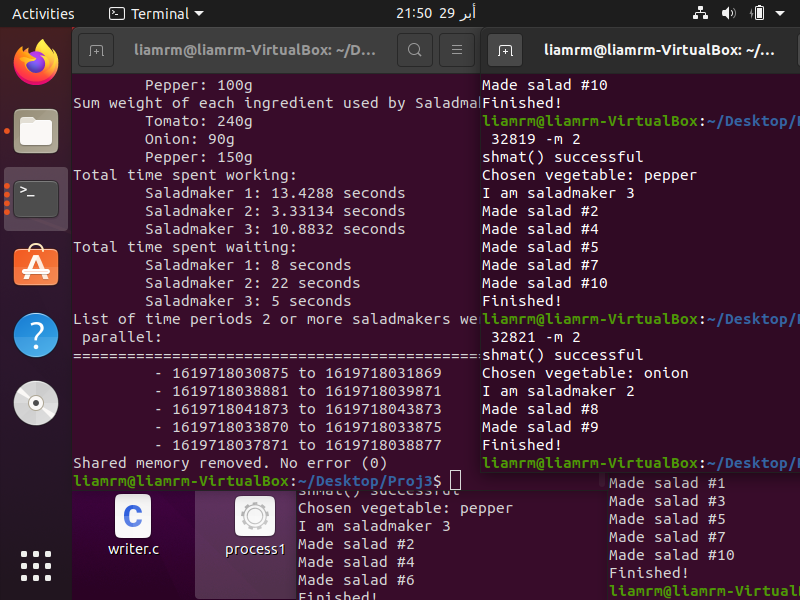 Activities
Terminal
21:50 29 أبر
liamrm@liamrm-VirtualBox: ~/D...
Pepper: 100g
Sum weight of each ingredient used by Saladma
Tomato: 240g
Onion: 90g
Pepper: 150g
Total time spent working:
Saladmaker 1: 13.4288 seconds
Saladmaker 2: 3.33134 seconds
Saladmaker 3: 10.8832 seconds
Total time spent waiting:
Saladmaker 1: 8 seconds
Saladmaker 2: 22 seconds
Saladmaker 3: 5 seconds
List of time periods 2 or more saladmakers we
parallel:
=============================================
- 1619718030875 to 1619718031869
- 1619718038881 to 1619718039871
- 1619718041873 to 1619718043873
- 1619718033870 to 1619718033875
- 1619718037871 to 1619718038877
Shared memory removed. No error (0)
liamrm@liamrm-VirtualBox:~/Desktop/Proj3$
liamrm@liamrm-VirtualBox: ~/...
Made salad #10
Finished!
liamrm@liamrm-VirtualBox:~/Desktop/
32819 -m 2
shmat() successful
Chosen vegetable: pepper
I am saladmaker 3
Made salad #2
Made salad #4
Made salad #5
Made salad #7
Made salad #10
Finished!
liamrm@liamrm-VirtualBox:~/Desktop/
32821 -m 2
shmat() successful
Chosen vegetable: onion
I am saladmaker 2
Made salad #8
Made salad #9
Finished!
liamrm@liamrm-VirtualBox:~/Desktop/
writer.c
process1
shmat() successful
Chosen vegetable: pepper
I am saladmaker 3
Made salad #2
Made salad #4
Made salad #6
Finished!
Made salad #1
Made salad #3
Made salad #5
Made salad #7
Made salad #10
Finished!
liamrm@liamrm-Virtual